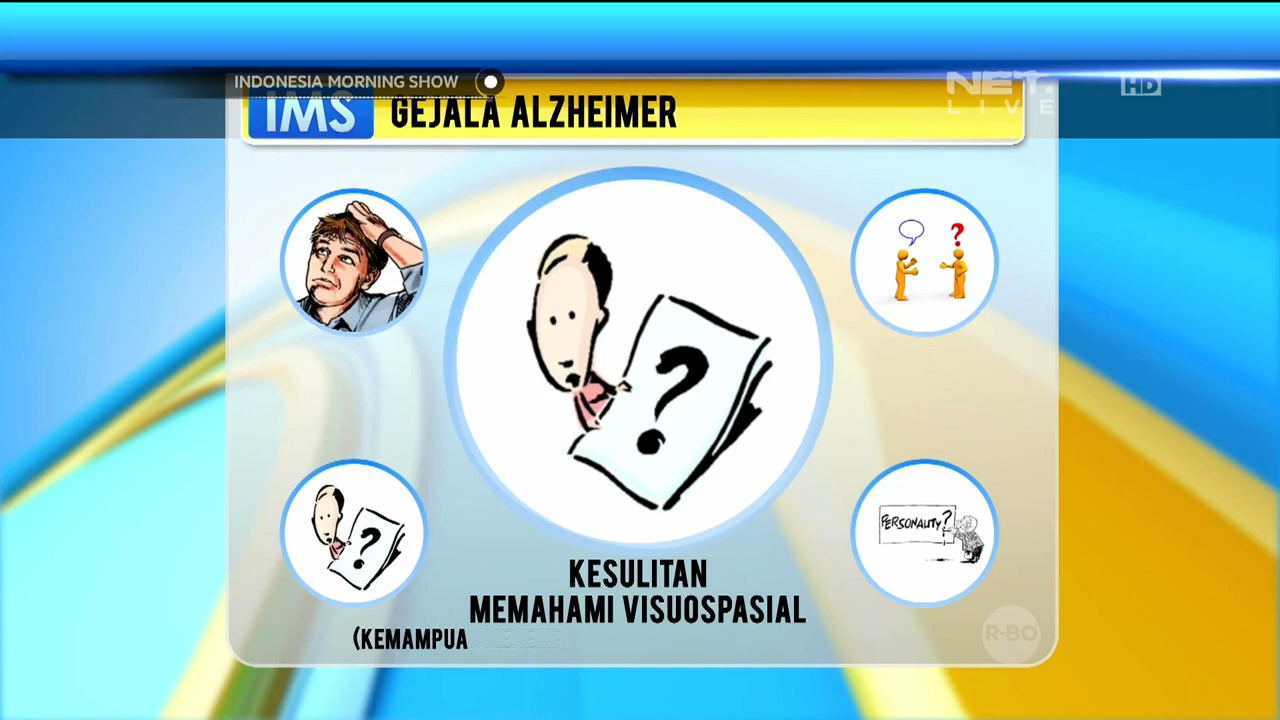 INDONESIA MORNING SHOW
NET.
LIVE
HD
IMS GEJALA ALZHEIMER
?
?
?
PERSONALITY?
KESULITAN
MEMAHAMI VISUOSPASIAL
(KEMAMPUA
R-BO